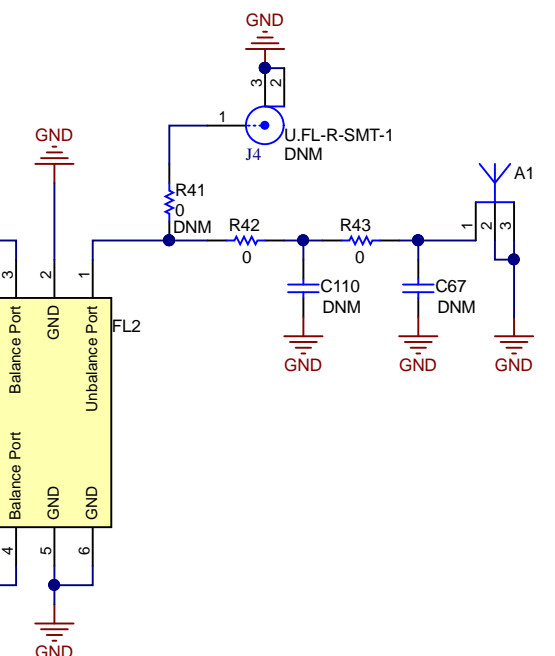 GND
3
2
1
U.FL-R-SMT-1
J4
DNM
GND
R41
0
DNM
A1
R42
0
R43
0
1
2
3
3
2
1
C110
DNM
C67
DNM
GND
GND
GND
Balance Port
GND
Unbalance Port
FL2
Balance Port
GND
GND
4
5
6
GND